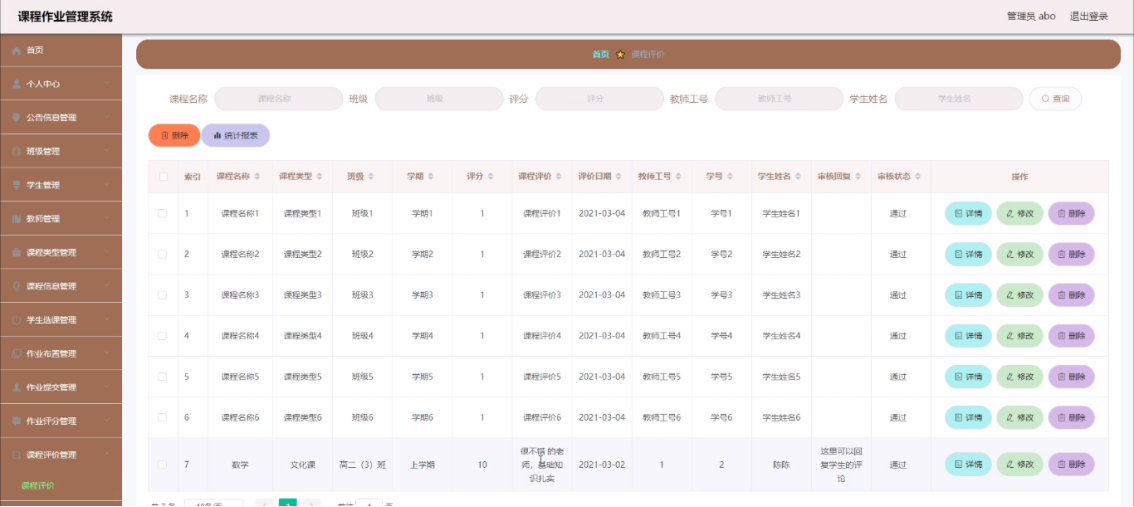 课程作业管理系统
管理员 abo 退出登录
首页
个人中心
公告信息管理
班级管理
学生管理
教师管理
课程类型管理
课程信息管理
学生选课管理
作业布置管理
作业提交管理
作业评分管理
课程评价管理
课程评价
首页 课程评价
课程名称 课程名称 班级 班级 评分 评分 教师工号 教师工号 学生姓名 学生姓名 查询
删除 统计报表
索引 课程名称 课程类型 班级 学期 评分 课程评价 评价日期 教师工号 学号 学生姓名 审核回复 审核状态 操作
1 课程名称1 课程类型1 班级1 学期1 1 课程评价1 2021-03-04 教师工号1 学号1 学生姓名1 通过 详情 修改 删除
2 课程名称2 课程类型2 班级2 学期2 1 课程评价2 2021-03-04 教师工号2 学号2 学生姓名2 通过 详情 修改 删除
3 课程名称3 课程类型3 班级3 学期3 1 课程评价3 2021-03-04 教师工号3 学号3 学生姓名3 通过 详情 修改 删除
4 课程名称4 课程类型4 班级4 学期4 1 课程评价4 2021-03-04 教师工号4 学号4 学生姓名4 通过 详情 修改 删除
5 课程名称5 课程类型5 班级5 学期5 1 课程评价5 2021-03-04 教师工号5 学号5 学生姓名5 通过 详情 修改 删除
6 课程名称6 课程类型6 班级6 学期6 1 课程评价6 2021-03-04 教师工号6 学号6 学生姓名6 通过 详情 修改 删除
7 数学 文化课 高二（3）班 上学期 10 很不错 的老师，基础知识扎实 2021-03-02 1 2 陈陈 这里可以回复学生的评论 通过 详情 修改 删除